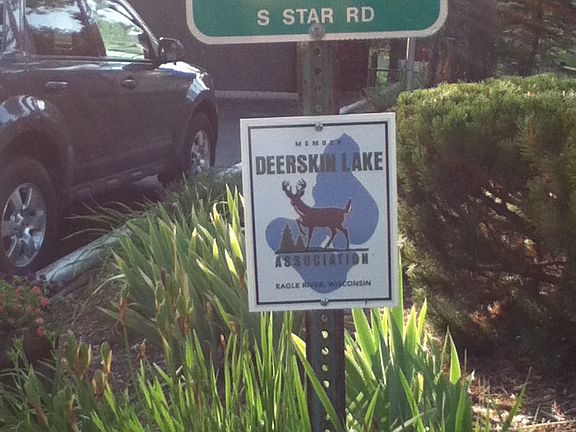 S STAR RD
MEMBER
DEERSKIN LAKE
ASSOCIATION
EAGLE RIVER, WISCONSIN